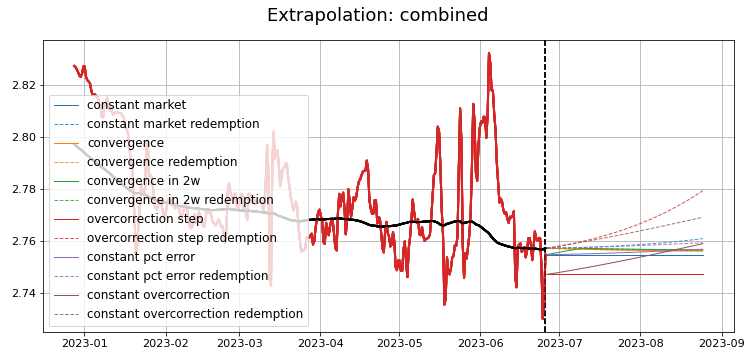 Extrapolation: combined
2.82
2.80
2.78
2.76
2.74
constant market
constant market redemption
convergence
convergence redemption
convergence in 2w
convergence in 2w redemption
overcorrection step
overcorrection step redemption
constant pct error
constant pct error redemption
constant overcorrection
constant overcorrection redemption
2023-01 2023-02 2023-03 2023-04 2023-05 2023-06 2023-07 2023-08 2023-09